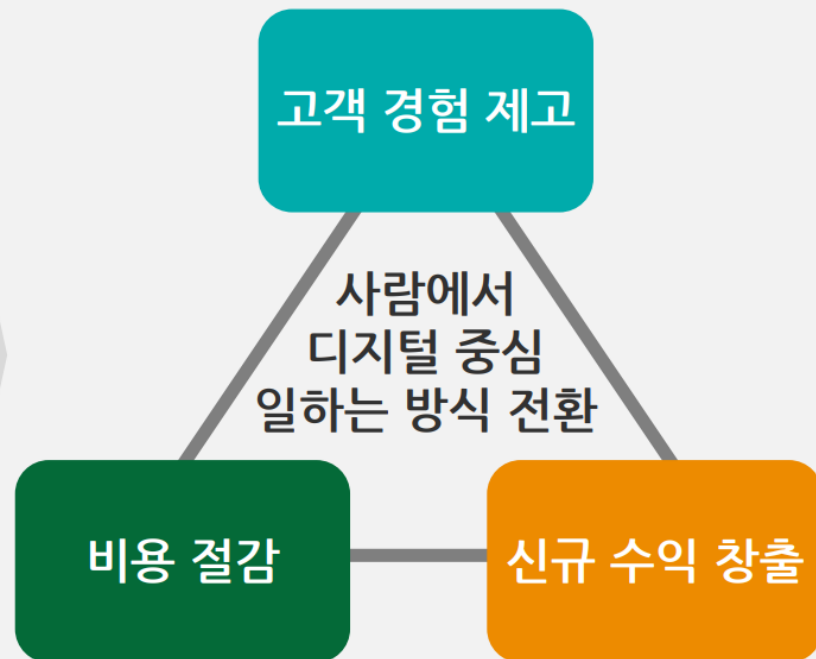 고객 경험 제고
사람에서
디지털 중심
일하는 방식 전환
비용 절감
신규 수익 창출